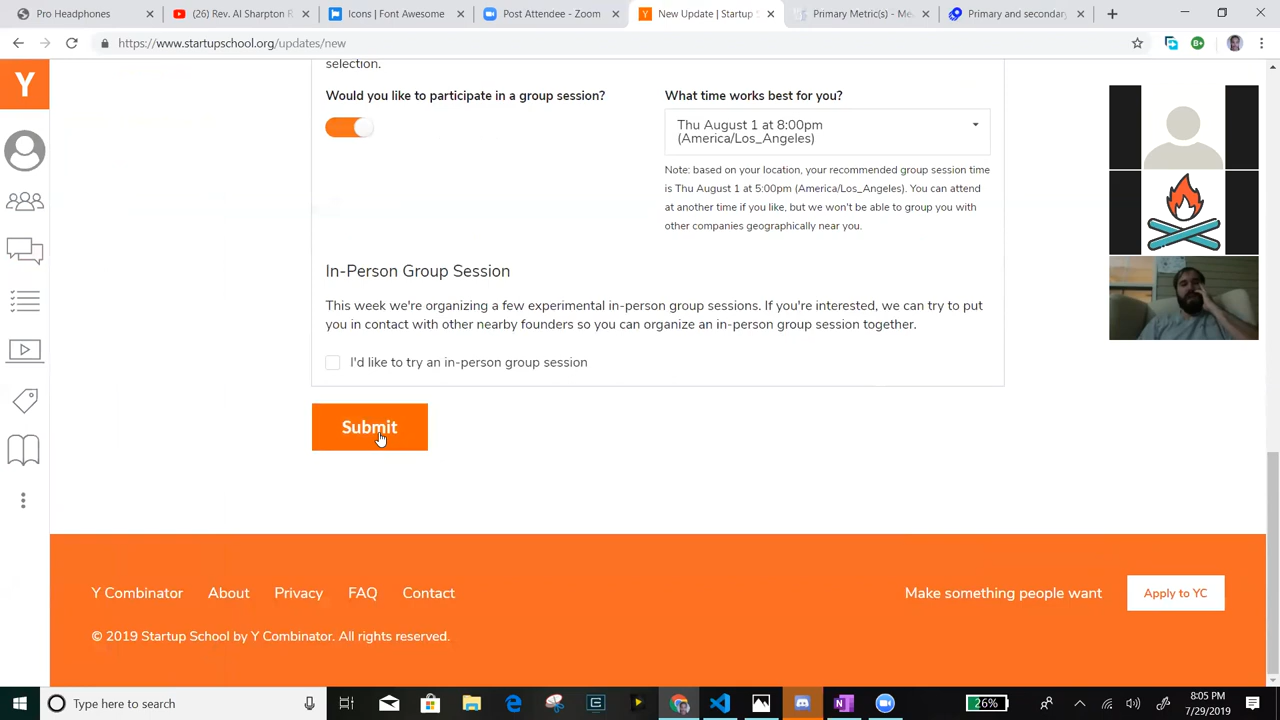 Pro Headphones
(26) Rev. Al Sharpton R
Icons | Font Awesome
Post Attendee - Zoom
New Update | Startup S
Primary Metric(s) - Me
Primary and secondary
https://www.startupschool.org/updates/new
Y
selection.
Would you like to participate in a group session?
What time works best for you?
Thu August 1 at 8:00pm
(America/Los_Angeles)
Note: based on your location, your recommended group session time
is Thu August 1 at 5:00pm (America/Los_Angeles). You can attend
at another time if you like, but we won't be able to group you with
other companies geographically near you.
In-Person Group Session
This week we're organizing a few experimental in-person group sessions. If you're interested, we can try to put
you in contact with other nearby founders so you can organize an in-person group session together.
I'd like to try an in-person group session
Submit
Y Combinator
About
Privacy
FAQ
Contact
Make something people want
Apply to YC
© 2019 Startup School by Y Combinator. All rights reserved.
Type here to search
26%
8:05 PM
7/29/2019